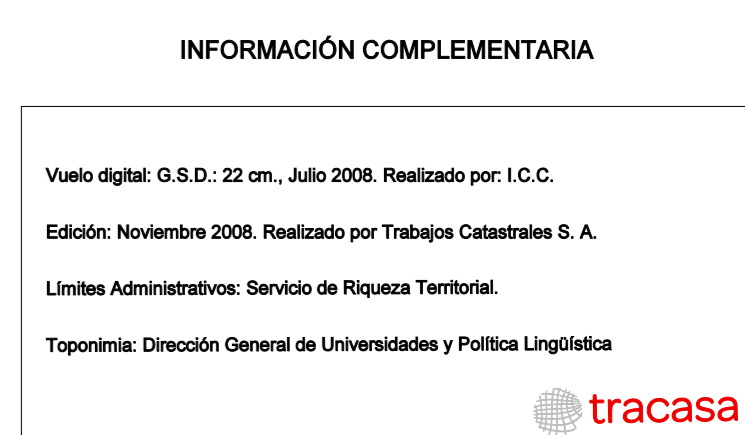 INFORMACIÓN COMPLEMENTARIA
Vuelo digital: G.S.D.: 22 cm., Julio 2008. Realizado por: I.C.C.
Edición: Noviembre 2008. Realizado por Trabajos Catastrales S. A.
Límites Administrativos: Servicio de Riqueza Territorial.
Toponimia: Dirección General de Universidades y Política Lingüística
tracasa